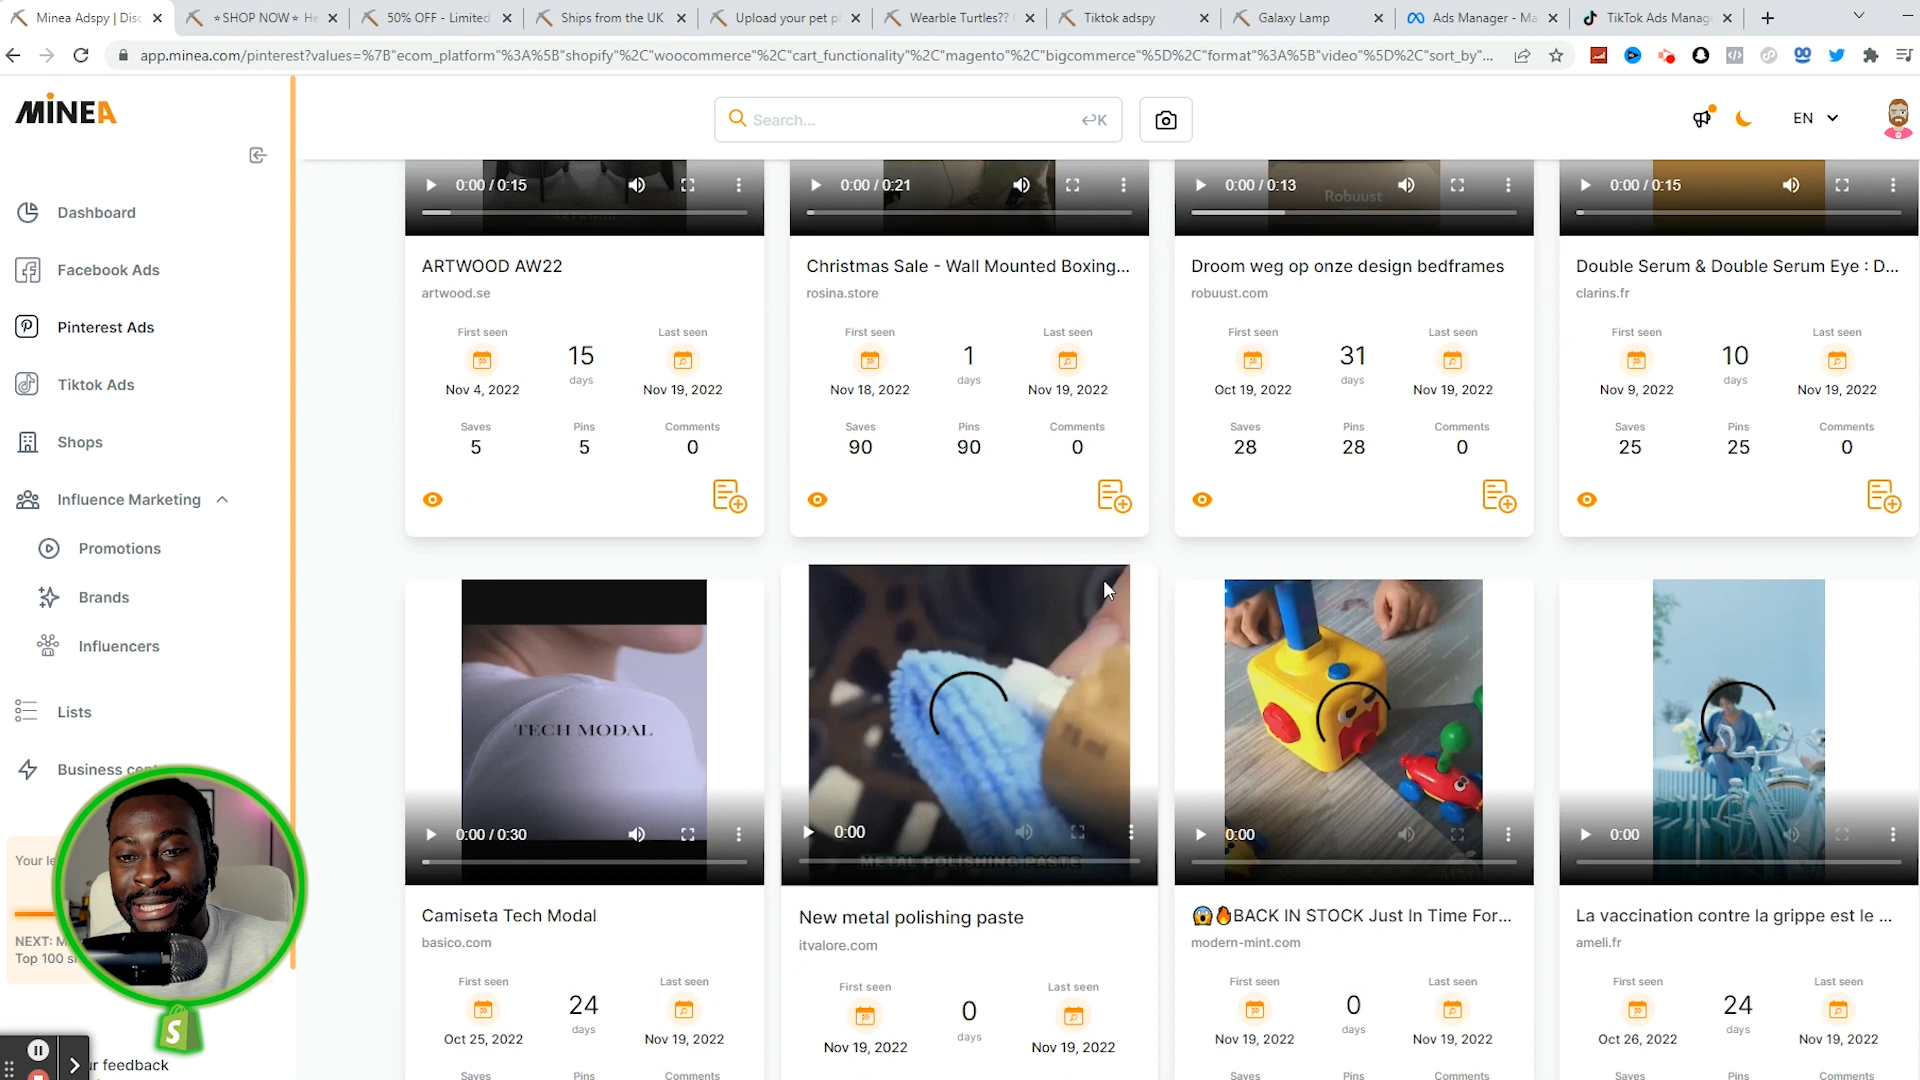 Minea Adspy | Disc
⭐SHOP NOW⭐ He
50% OFF - Limited
Ships from the UK
Upload your pet pl
Wearble Turtles??
Tiktok adspy
Galaxy Lamp
Ads Manager - Ma
TikTok Ads Manag
app.minea.com/pinterest?values=%7B"ecom_platform"%3A%5B"shopify"%2C"woocommerce"%2C"cart_functionality"%2C"magento"%2C"bigcommerce"%5D%2C"format"%3A%5B"video"%5D%2C"sort_by"...
MINEA
Search...
K
EN
Dashboard
Facebook Ads
Pinterest Ads
Tiktok Ads
Shops
Influence Marketing
Promotions
Brands
Influencers
Lists
Business cent
Your le
NEXT: M
Top 100 sh
ur feedback
0:00 / 0:15
0:00 / 0:21
0:00 / 0:13
0:00 / 0:15
ARTWOOD
Robuust
ARTWOOD AW22
artwood.se
First seen
Last seen
15
days
Nov 4, 2022
Nov 19, 2022
Saves
Pins
Comments
5
5
0
Christmas Sale - Wall Mounted Boxing...
rosina.store
First seen
Last seen
1
days
Nov 18, 2022
Nov 19, 2022
Saves
Pins
Comments
90
90
0
Droom weg op onze design bedframes
robuust.com
First seen
Last seen
31
days
Oct 19, 2022
Nov 19, 2022
Saves
Pins
Comments
28
28
0
Double Serum & Double Serum Eye : D...
clarins.fr
First seen
Last seen
10
days
Nov 9, 2022
Nov 19, 2022
Saves
Pins
Comments
25
25
0
TECH MODAL
0:00 / 0:30
Camiseta Tech Modal
basico.com
First seen
Last seen
24
days
Oct 25, 2022
Nov 19, 2022
Saves
Pins
Comments
75 ml
0:00
METAL POLISHING PASTE
New metal polishing paste
itvalore.com
First seen
Last seen
0
days
Nov 19, 2022
Nov 19, 2022
0:00
😱🔥BACK IN STOCK Just In Time For...
modern-mint.com
First seen
Last seen
0
days
Nov 19, 2022
Nov 19, 2022
Saves
Pins
Comments
0:00
La vaccination contre la grippe est le ...
ameli.fr
First seen
Last seen
24
days
Oct 26, 2022
Nov 19, 2022
Saves
Pins
Comments